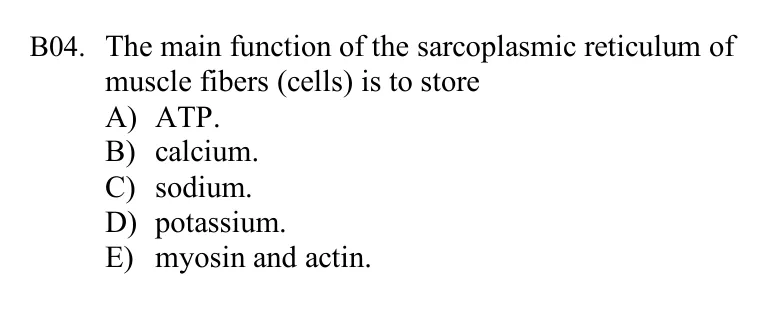 B04. The main function of the sarcoplasmic reticulum of
muscle fibers (cells) is to store
A) ATP.
B) calcium.
C) sodium.
D) potassium.
E) myosin and actin.